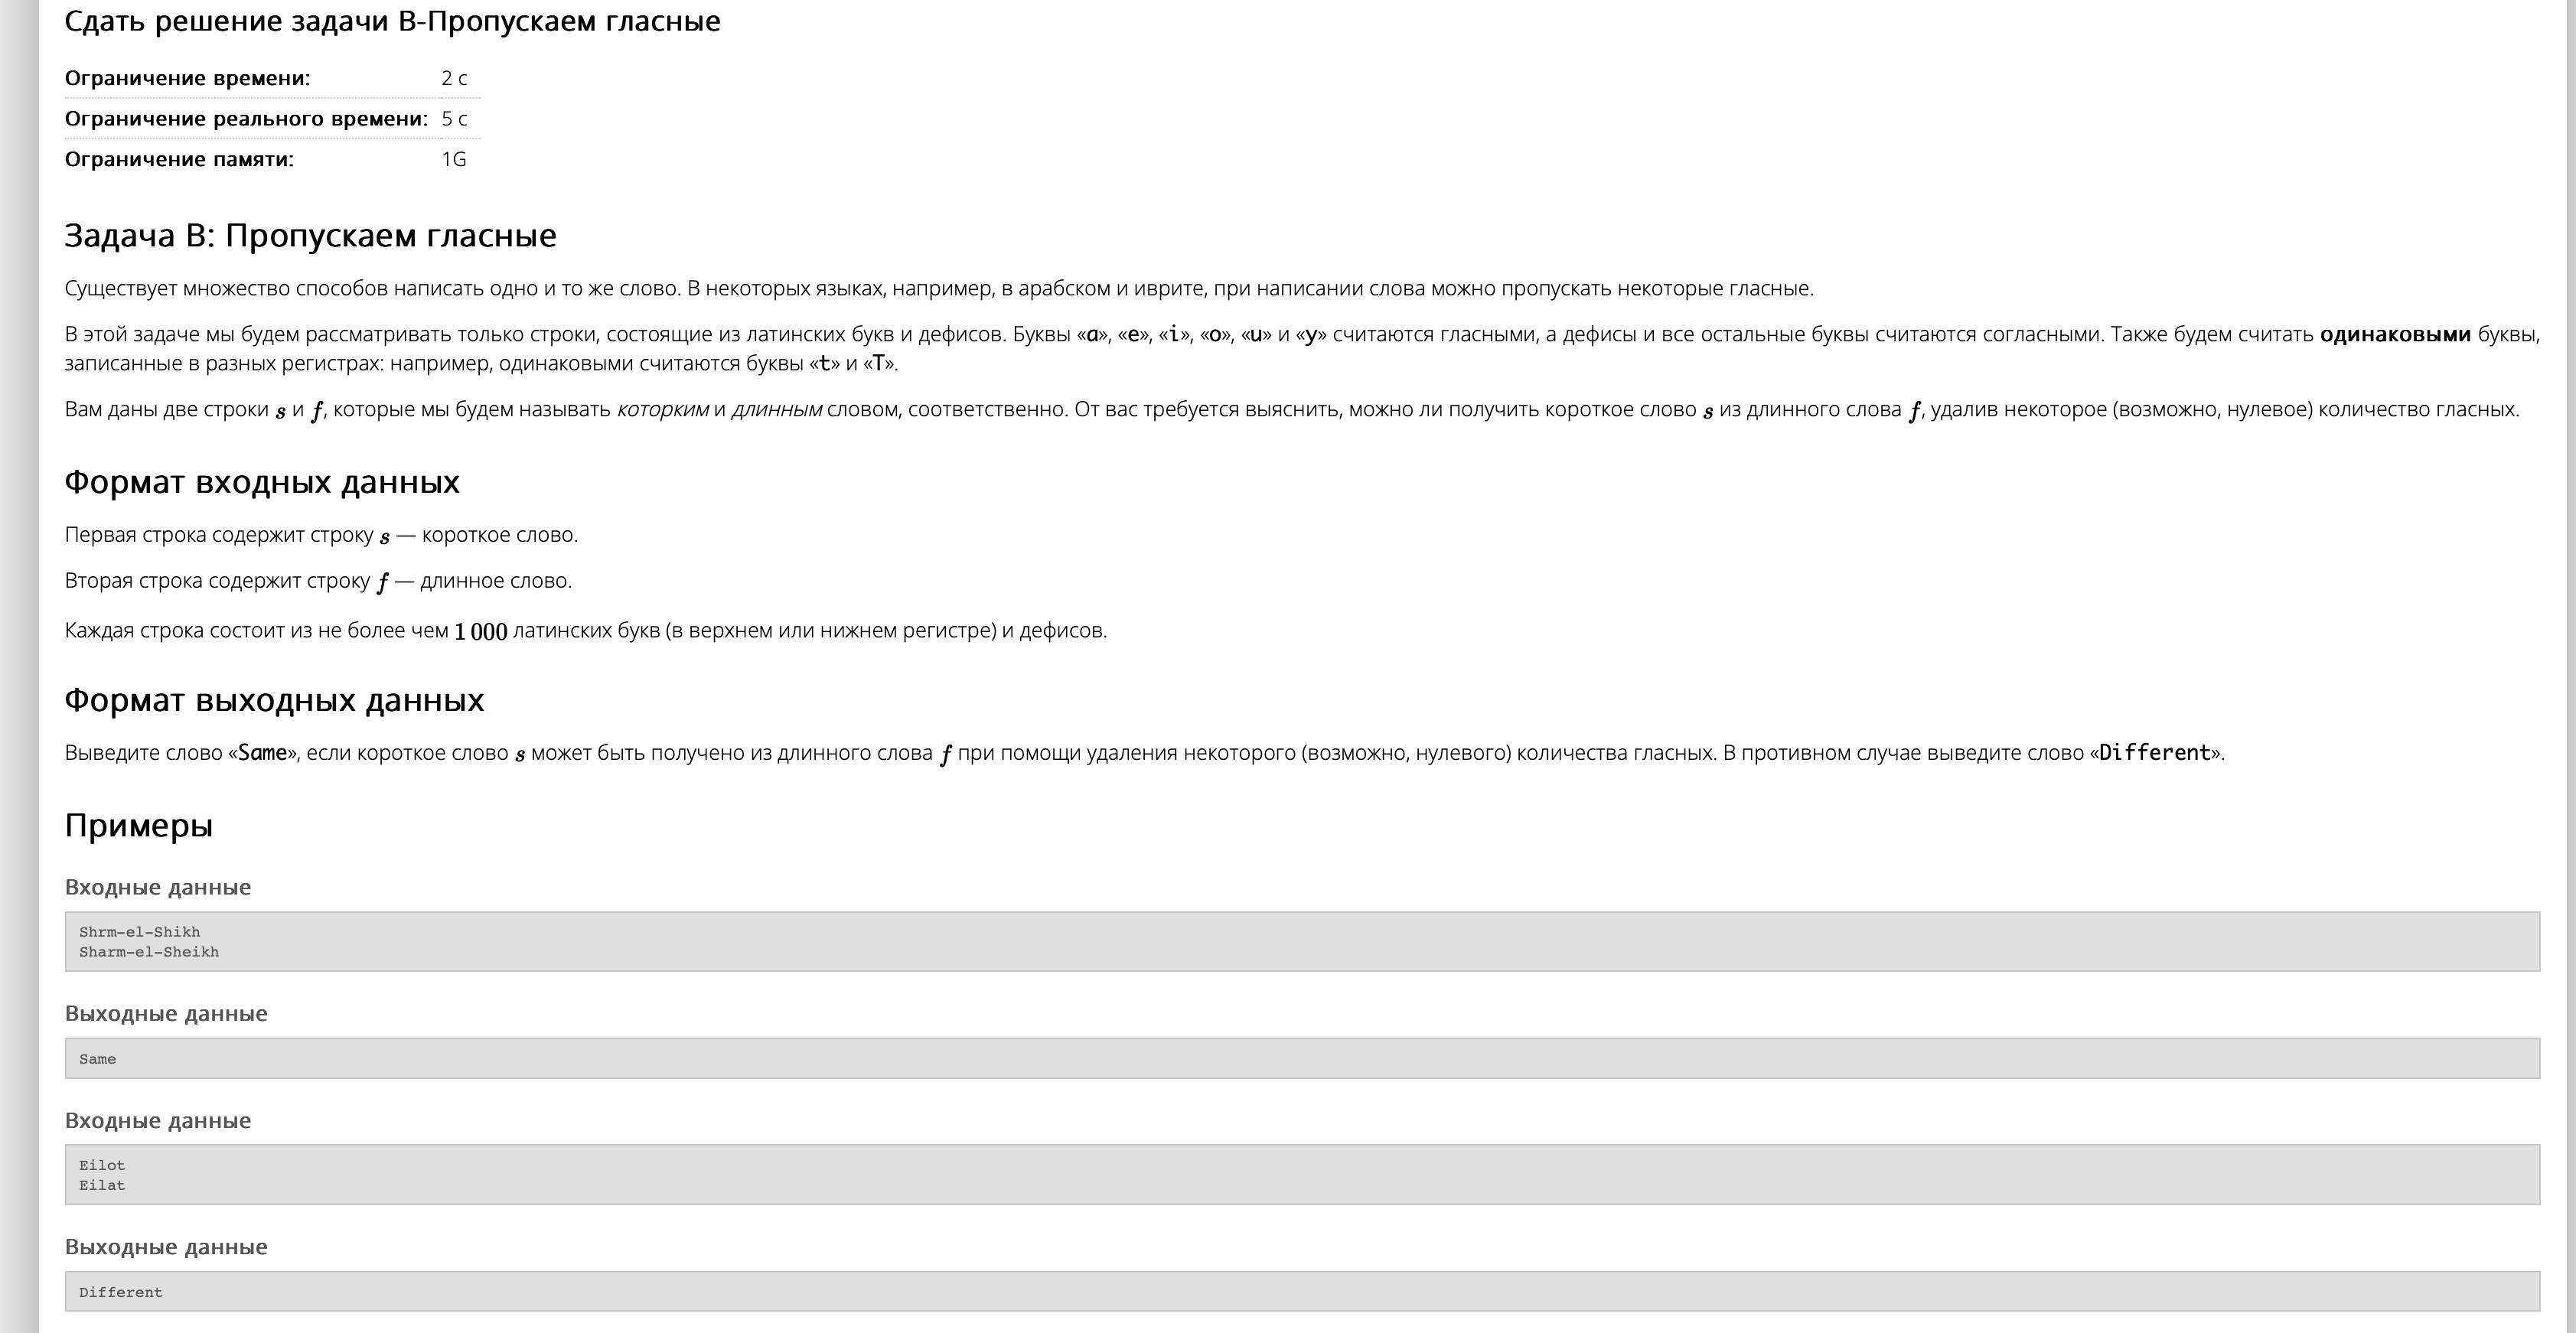 Сдать решение задачи B-Пропускаем гласные
Ограничение времени: 2 с
Ограничение реального времени: 5 с
Ограничение памяти: 1G
Задача B: Пропускаем гласные
Существует множество способов написать одно и то же слово. В некоторых языках, например, в арабском и иврите, при написании слова можно пропускать некоторые гласные.
В этой задаче мы будем рассматривать только строки, состоящие из латинских букв и дефисов. Буквы «a», «e», «i», «o», «u» и «y» считаются гласными, а дефисы и все остальные буквы считаются согласными. Также будем считать одинаковыми буквы,
записанные в разных регистрах: например, одинаковыми считаются буквы «t» и «T».
Вам даны две строки s и f, которые мы будем называть которким и длинным словом, соответственно. От вас требуется выяснить, можно ли получить короткое слово s из длинного слова f, удалив некоторое (возможно, нулевое) количество гласных.
Формат входных данных
Первая строка содержит строку s — короткое слово.
Вторая строка содержит строку f — длинное слово.
Каждая строка состоит из не более чем 1 000 латинских букв (в верхнем или нижнем регистре) и дефисов.
Формат выходных данных
Выведите слово «Same», если короткое слово s может быть получено из длинного слова f при помощи удаления некоторого (возможно, нулевого) количества гласных. В противном случае выведите слово «Different».
Примеры
Входные данные
Shrm-el-Shikh
Sharm-el-Sheikh
Выходные данные
Same
Входные данные
Eilot
Eilat
Выходные данные
Different